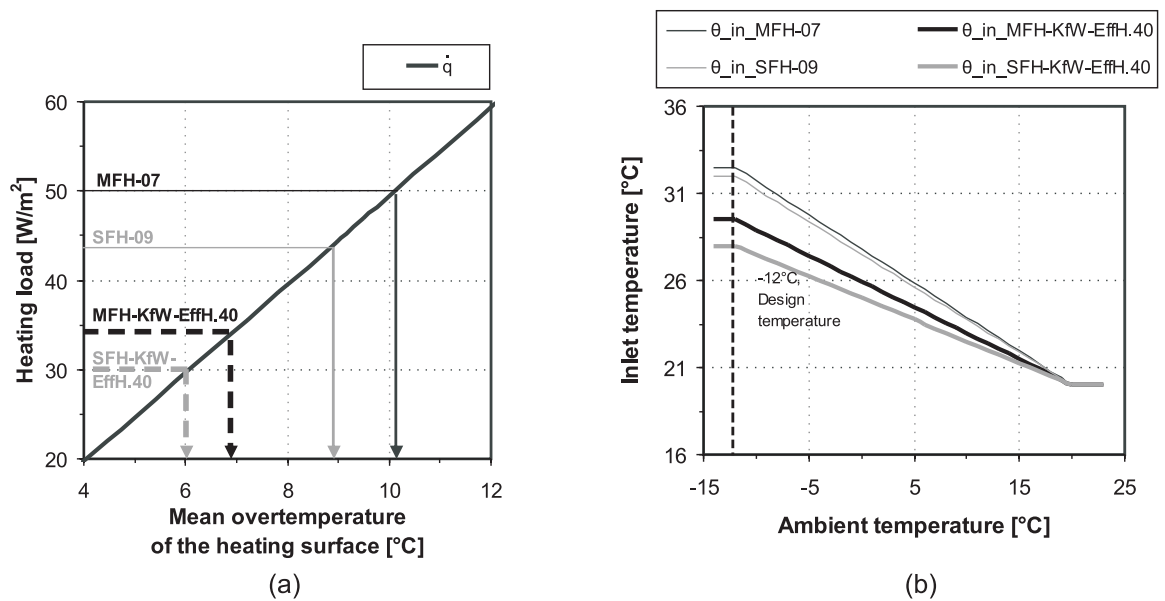 q̇
60
50
40
30
20
Heating load [W/m²]
MFH-07
SFH-09
MFH-KfW-EffH.40
SFH-KfW-
EffH.40
4 6 8 10 12
Mean overtemperature
of the heating surface [°C]
(a)
θ_in_MFH-07 θ_in_MFH-KfW-EffH.40
θ_in_SFH-09 θ_in_SFH-KfW-EffH.40
36
31
26
21
16
Inlet temperature [°C]
-12°C,
Design
temperature
-15 -5 5 15 25
Ambient temperature [°C]
(b)